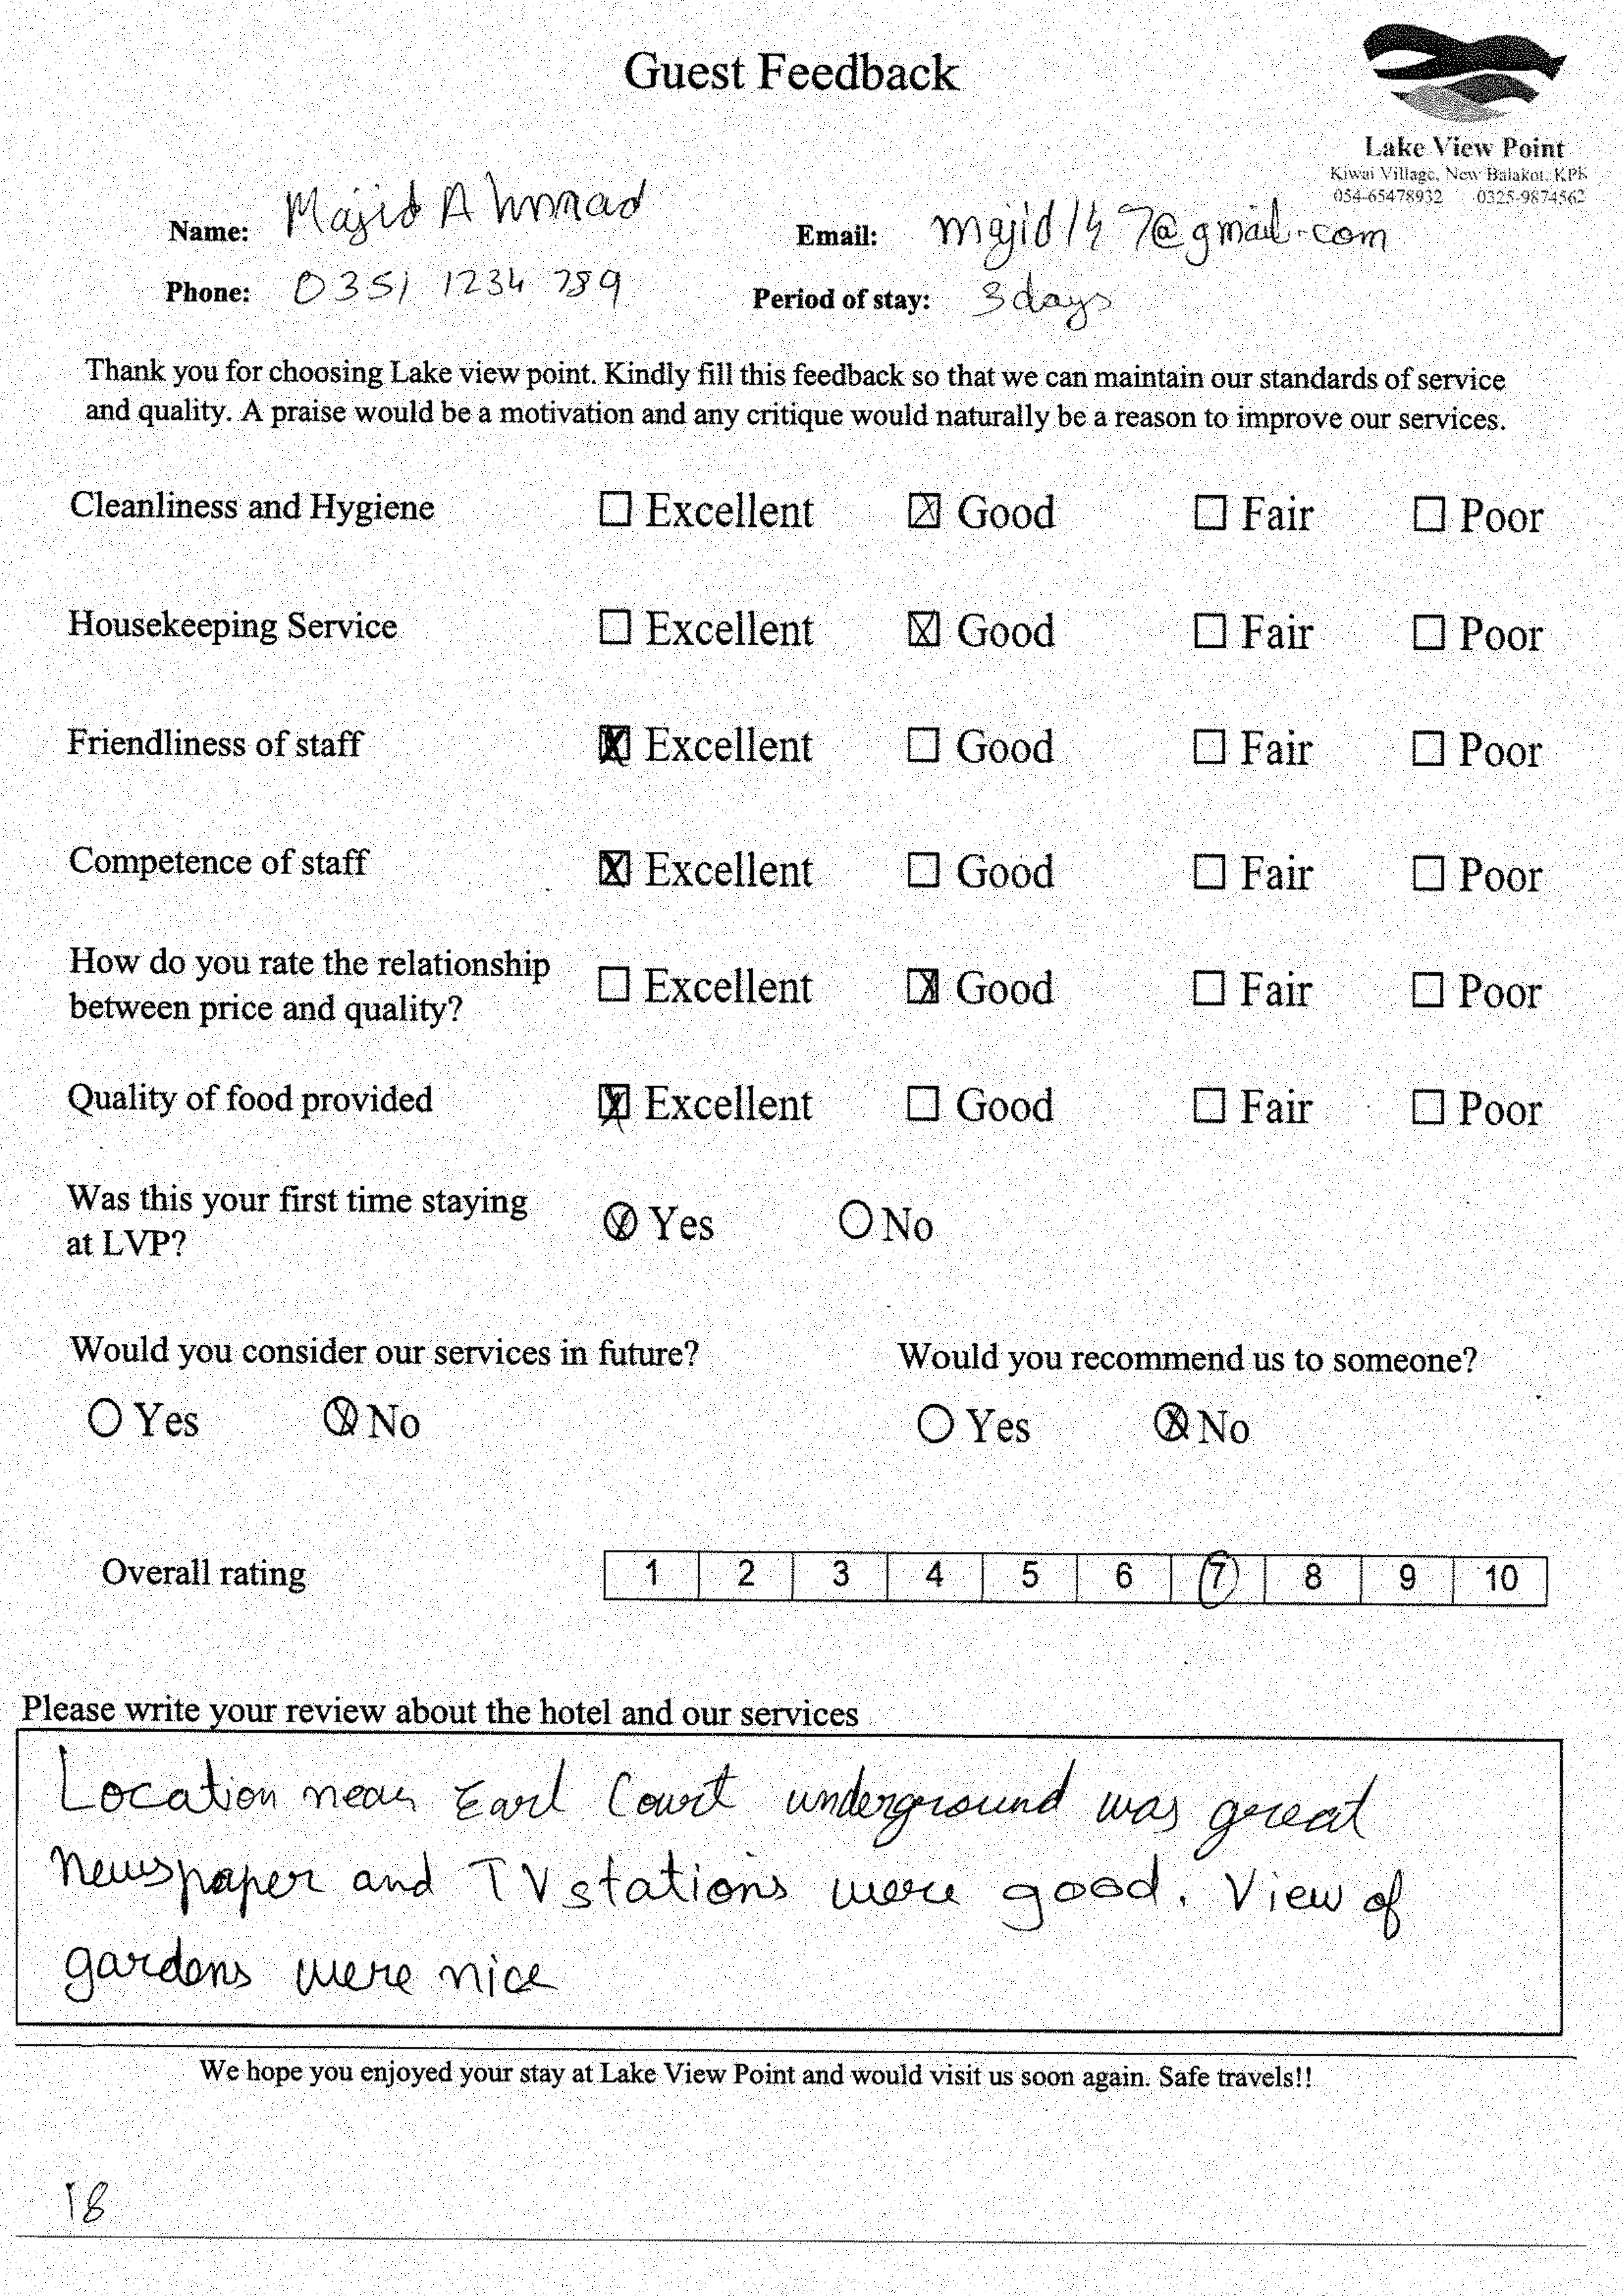 Guest Feedback
Lake View Point
Kiwai Village, New Balakot, KPK
054-65478932 0325-9874562
Name: Majid Ahmad
Email: majid147@gmail.com
Phone: 0351 1234 789
Period of stay: 3 days
Thank you for choosing Lake view point. Kindly fill this feedback so that we can maintain our standards of service
and quality. A praise would be a motivation and any critique would naturally be a reason to improve our services.
Cleanliness and Hygiene ☐ Excellent ☒ Good ☐ Fair ☐ Poor
Housekeeping Service ☐ Excellent ☒ Good ☐ Fair ☐ Poor
Friendliness of staff ☒ Excellent ☐ Good ☐ Fair ☐ Poor
Competence of staff ☒ Excellent ☐ Good ☐ Fair ☐ Poor
How do you rate the relationship
between price and quality? ☐ Excellent ☒ Good ☐ Fair ☐ Poor
Quality of food provided ☒ Excellent ☐ Good ☐ Fair ☐ Poor
Was this your first time staying
at LVP? ⊗ Yes ○ No
Would you consider our services in future? Would you recommend us to someone?
○ Yes ⊗ No ○ Yes ⊗ No
Overall rating 1 2 3 4 5 6 7 8 9 10
Please write your review about the hotel and our services
Location near Earl Court underground was great
Newspaper and TV stations were good. View of
gardens were nice
We hope you enjoyed your stay at Lake View Point and would visit us soon again. Safe travels!!
18